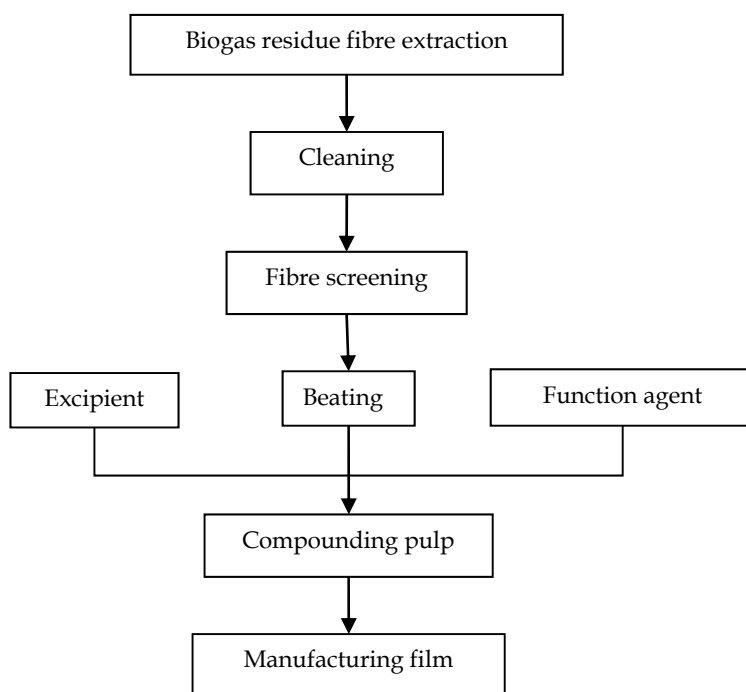 Biogas residue fibre extraction
Cleaning
Fibre screening
Excipient
Beating
Function agent
Compounding pulp
Manufacturing film